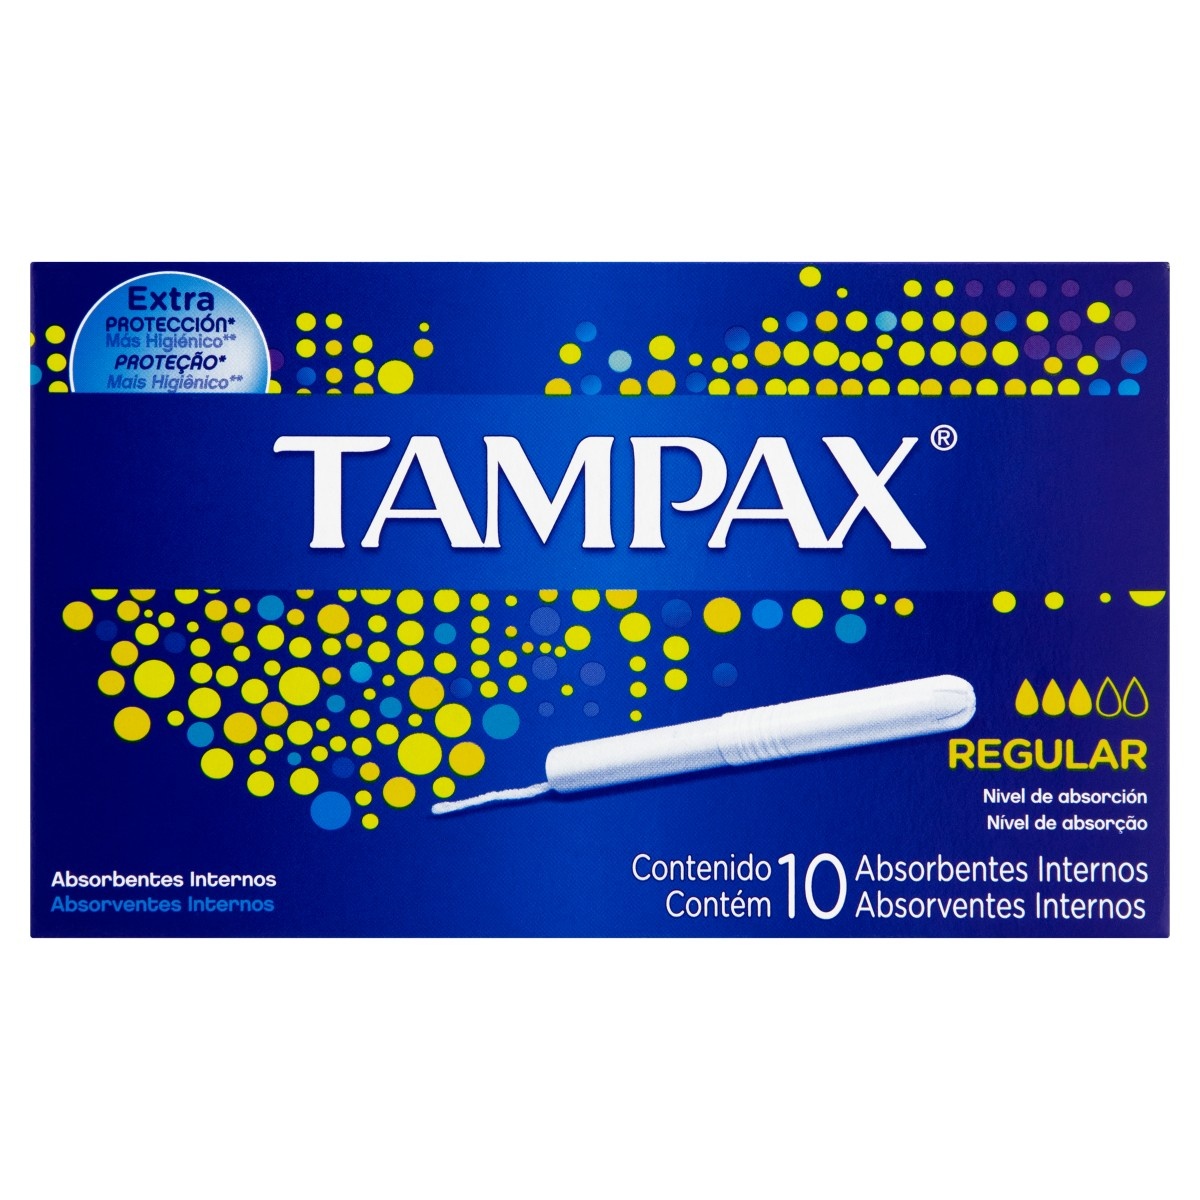 Extra
PROTECCIÓN*
Más Higiénico**
PROTEÇÃO*
Mais Higiênico**
TAMPAX®
REGULAR
Nivel de absorción
Nível de absorção
Absorbentes Internos
Absorventes Internos
Contenido 10 Absorbentes Internos
Contém Absorventes Internos